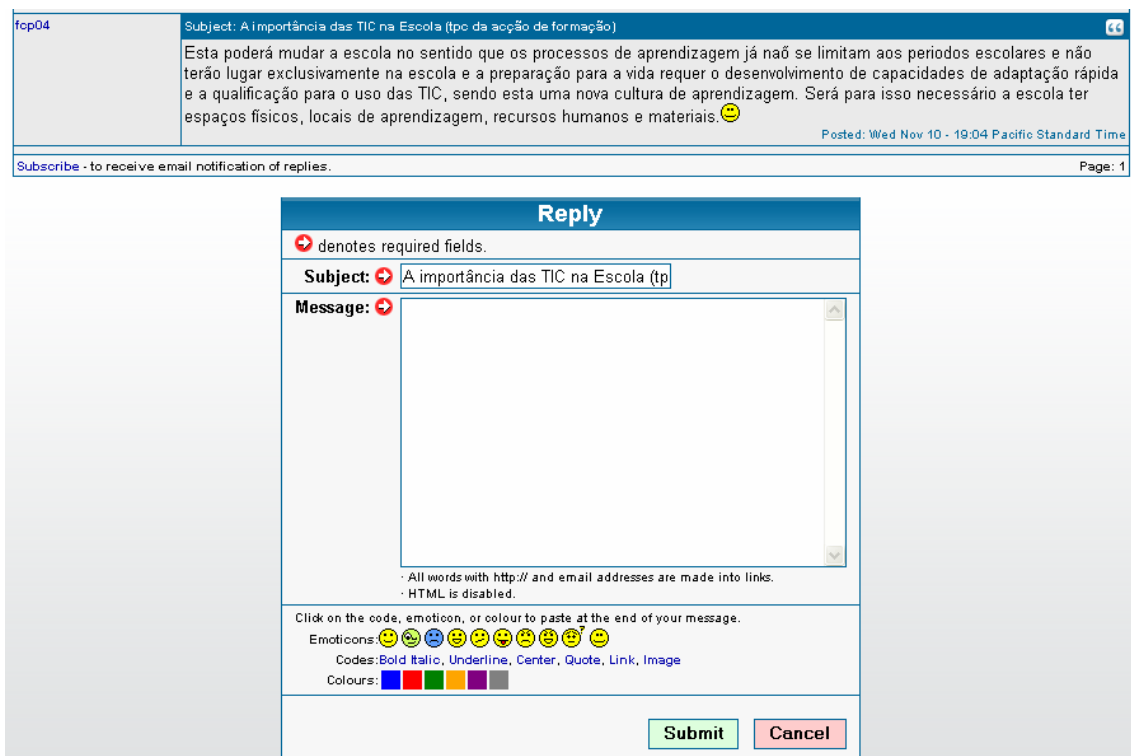 fcp04
Subject: A importância das TIC na Escola (tpc da acção de formação)
Esta poderá mudar a escola no sentido que os processos de aprendizagem já naõ se limitam aos periodos escolares e não
terão lugar exclusivamente na escola e a preparação para a vida requer o desenvolvimento de capacidades de adaptação rápida
e a qualificação para o uso das TIC, sendo esta uma nova cultura de aprendizagem. Será para isso necessário a escola ter
espaços físicos, locais de aprendizagem, recursos humanos e materiais.
Posted: Wed Nov 10 - 19:04 Pacific Standard Time
Subscribe - to receive email notification of replies. Page: 1
Reply
denotes required fields.
Subject: A importância das TIC na Escola (tp
Message:
· All words with http:// and email addresses are made into links.
· HTML is disabled.
Click on the code, emoticon, or colour to paste at the end of your message.
Emoticons:
Codes:Bold Italic, Underline, Center, Quote, Link, Image
Colours:
Submit Cancel